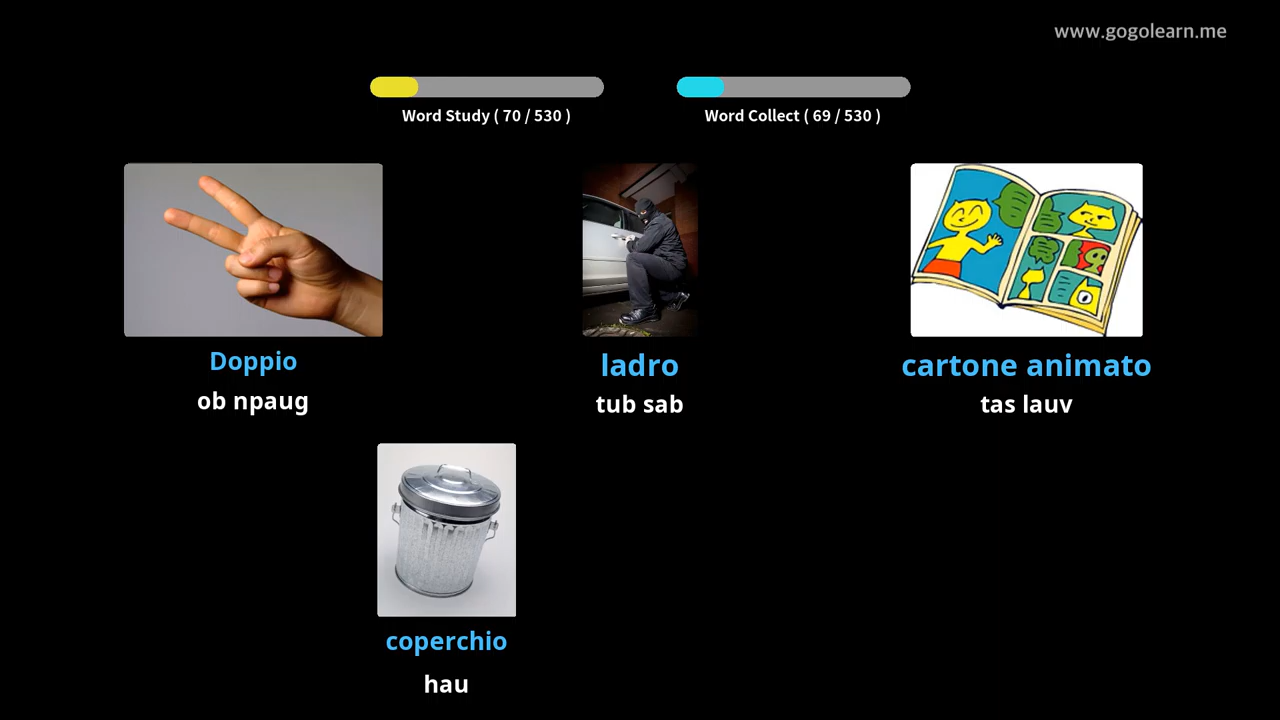 www.gogolearn.me
Word Study ( 70 / 530 )
Word Collect ( 69 / 530 )
Doppio
ob npaug
ladro
tub sab
cartone animato
tas lauv
coperchio
hau